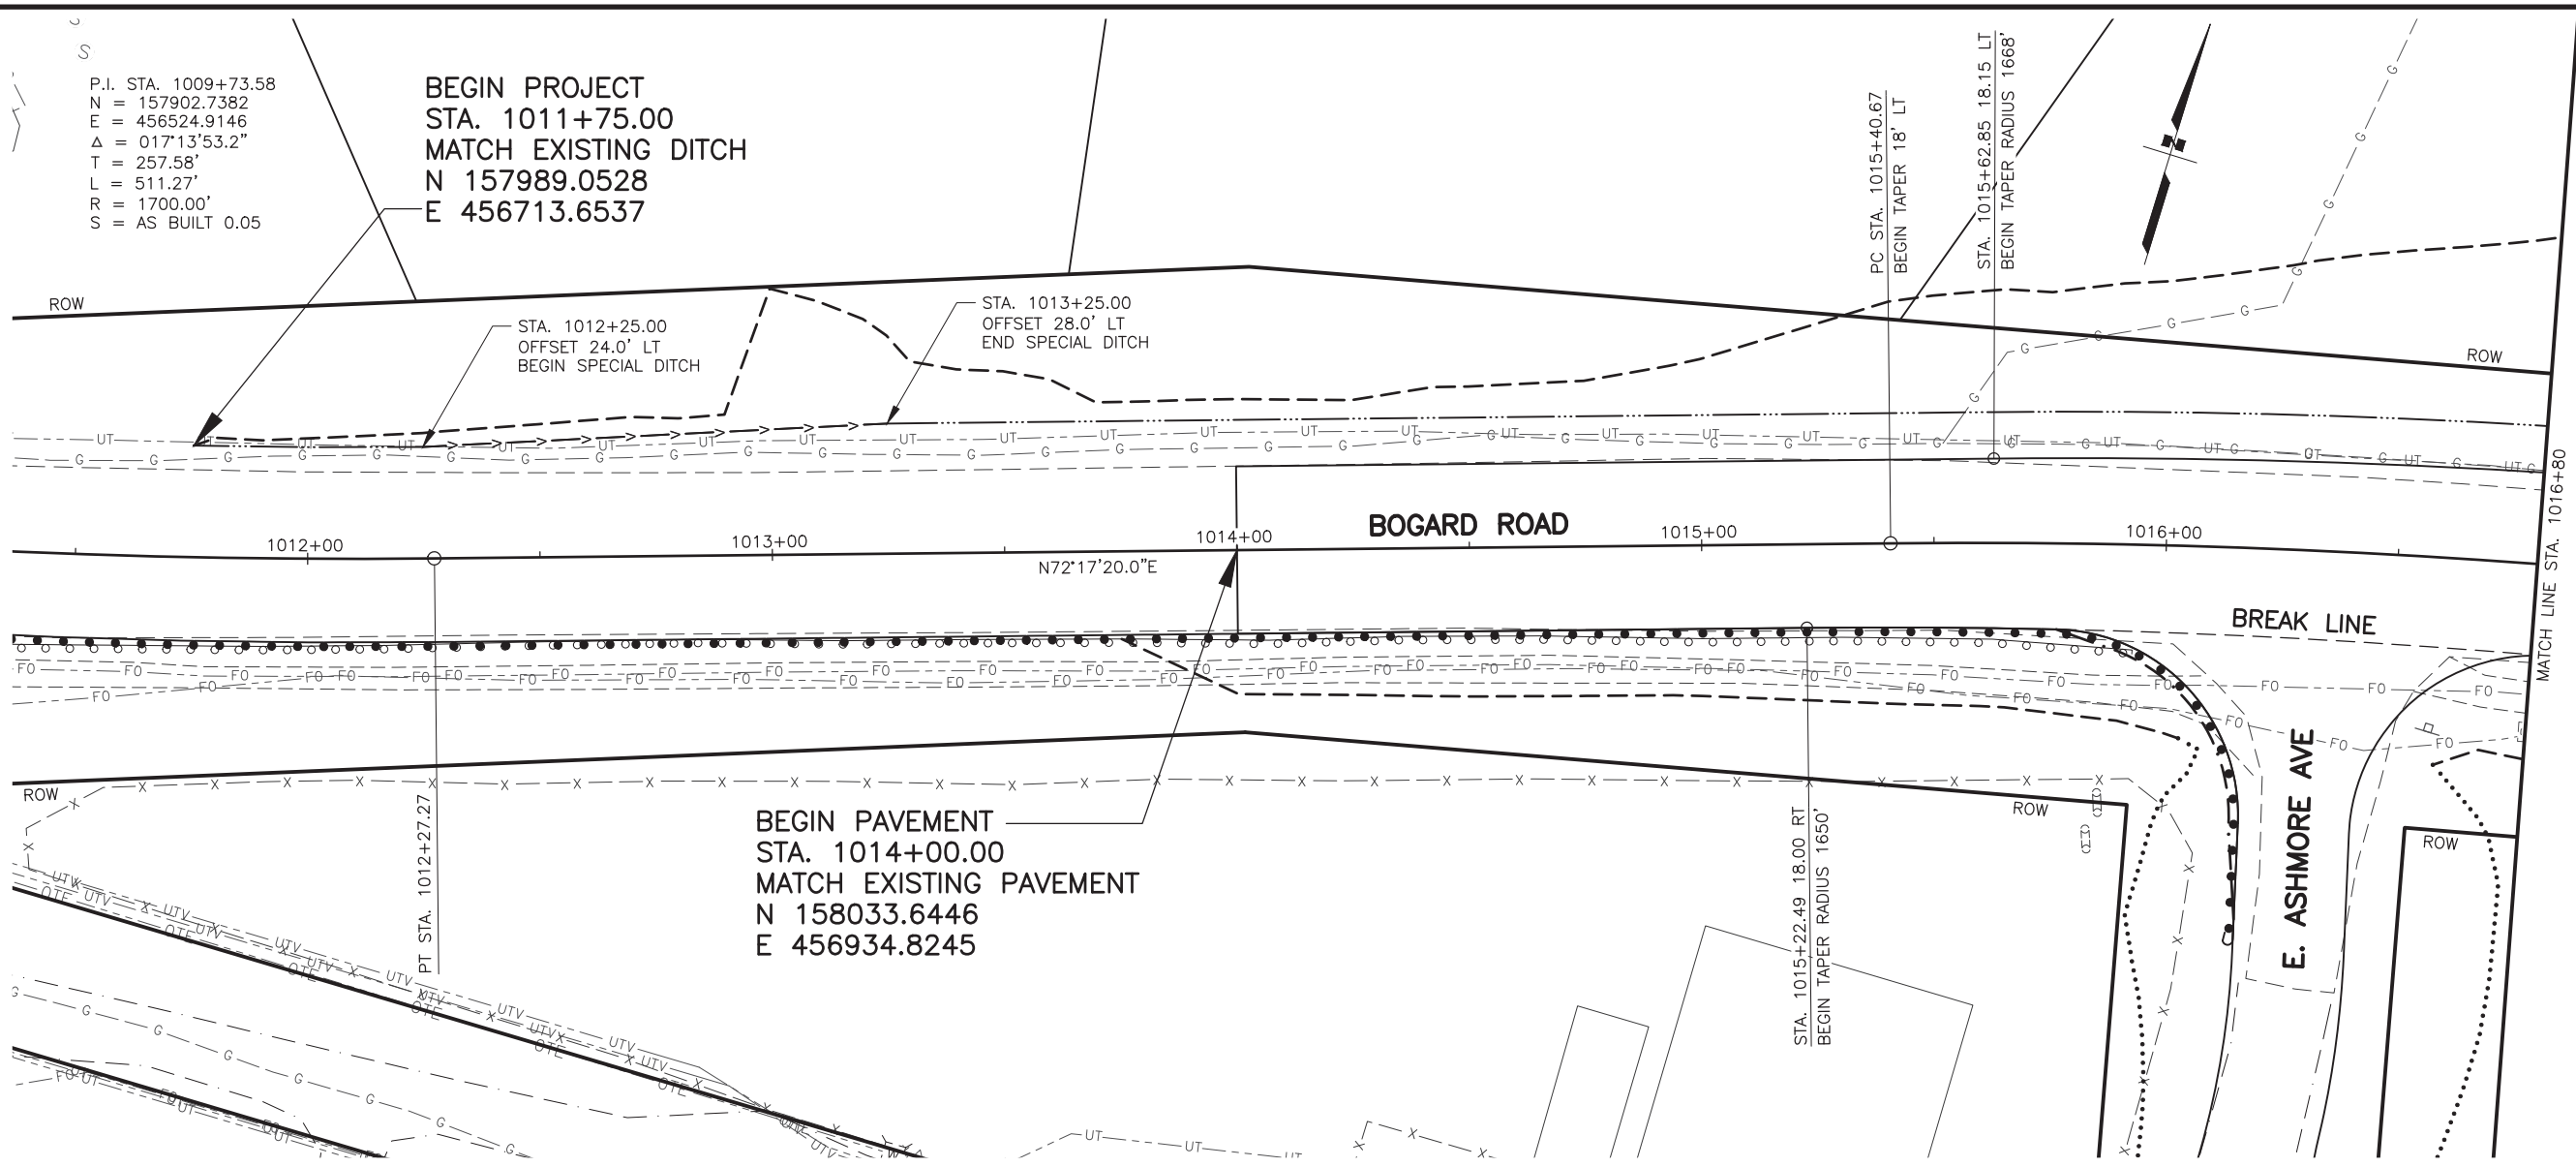 S
P.I. STA. 1009+73.58
N = 157902.7382
E = 456524.9146
Δ = 017°13'53.2"
T = 257.58'
L = 511.27'
R = 1700.00'
S = AS BUILT 0.05
BEGIN PROJECT
STA. 1011+75.00
MATCH EXISTING DITCH
N 157989.0528
E 456713.6537
PC STA. 1015+40.67
BEGIN TAPER 18' LT
STA. 1015+62.85 18.15 LT
BEGIN TAPER RADIUS 1668'
ROW
STA. 1012+25.00
OFFSET 24.0' LT
BEGIN SPECIAL DITCH
STA. 1013+25.00
OFFSET 28.0' LT
END SPECIAL DITCH
ROW
BOGARD ROAD
1012+00
1013+00
1014+00
1015+00
1016+00
N72°17'20.0"E
MATCH LINE STA. 1016+80
BREAK LINE
ROW
PT STA. 1012+27.27
BEGIN PAVEMENT
STA. 1014+00.00
MATCH EXISTING PAVEMENT
N 158033.6446
E 456934.8245
STA. 1015+22.49 18.00 RT
BEGIN TAPER RADIUS 1650'
ROW
E. ASHMORE AVE
ROW